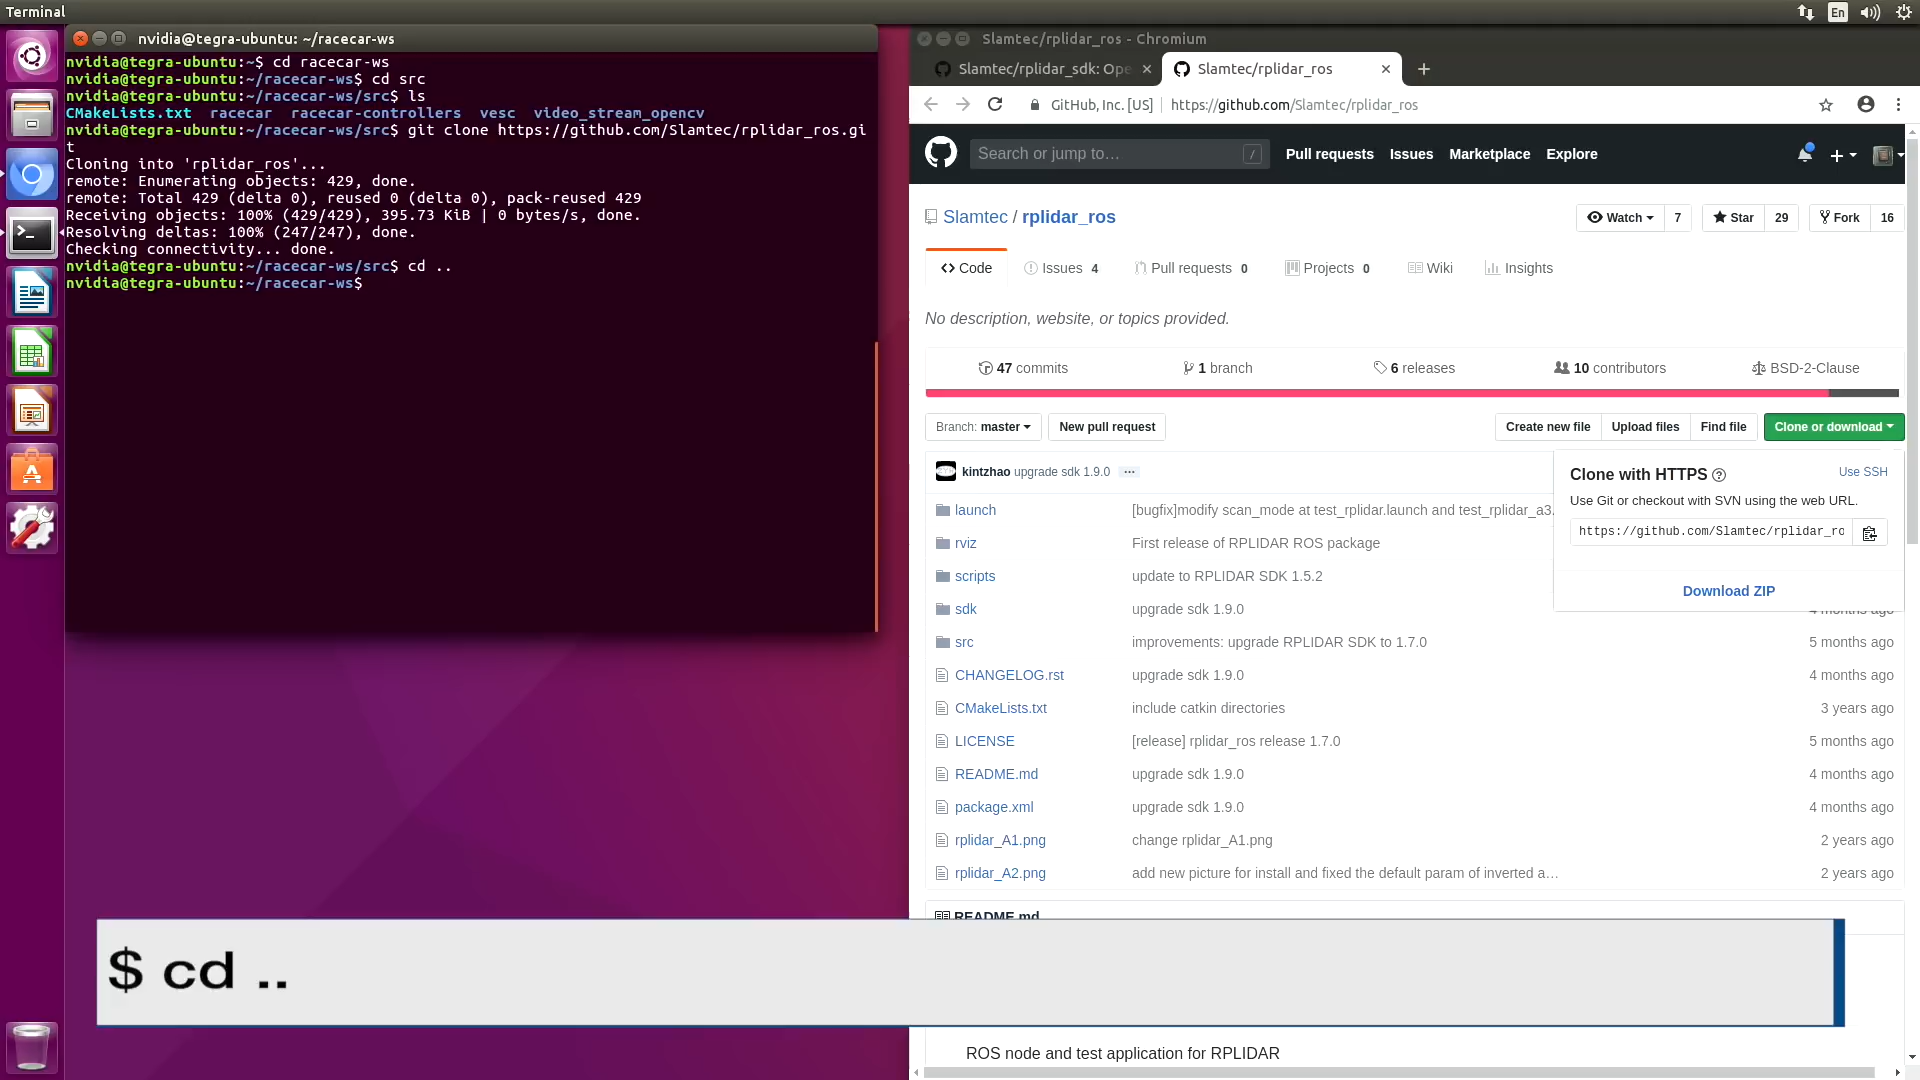 Terminal
En
nvidia@tegra-ubuntu: ~/racecar-ws
nvidia@tegra-ubuntu:~$ cd racecar-ws
nvidia@tegra-ubuntu:~/racecar-ws$ cd src
nvidia@tegra-ubuntu:~/racecar-ws/src$ ls
CMakeLists.txt  racecar  racecar-controllers  vesc  video_stream_opencv
nvidia@tegra-ubuntu:~/racecar-ws/src$ git clone https://github.com/Slamtec/rplidar_ros.gi
t
Cloning into 'rplidar_ros'...
remote: Enumerating objects: 429, done.
remote: Total 429 (delta 0), reused 0 (delta 0), pack-reused 429
Receiving objects: 100% (429/429), 395.73 KiB | 0 bytes/s, done.
Resolving deltas: 100% (247/247), done.
Checking connectivity... done.
nvidia@tegra-ubuntu:~/racecar-ws/src$ cd ..
nvidia@tegra-ubuntu:~/racecar-ws$
Slamtec/rplidar_ros - Chromium
Slamtec/rplidar_sdk: Ope
Slamtec/rplidar_ros
GitHub, Inc. [US] https://github.com/Slamtec/rplidar_ros
Search or jump to… / Pull requests Issues Marketplace Explore
Slamtec / rplidar_ros Watch 7 Star 29 Fork 16
Code Issues 4 Pull requests 0 Projects 0 Wiki Insights
No description, website, or topics provided.
47 commits 1 branch 6 releases 10 contributors BSD-2-Clause
Branch: master New pull request Create new file Upload files Find file Clone or download
kintzhao upgrade sdk 1.9.0 …
Clone with HTTPS Use SSH
Use Git or checkout with SVN using the web URL.
https://github.com/Slamtec/rplidar_ro
Download ZIP
launch [bugfix]modify scan_mode at test_rplidar.launch and test_rplidar_a3.
rviz First release of RPLIDAR ROS package
scripts update to RPLIDAR SDK 1.5.2
sdk upgrade sdk 1.9.0 4 months ago
src improvements: upgrade RPLIDAR SDK to 1.7.0 5 months ago
CHANGELOG.rst upgrade sdk 1.9.0 4 months ago
CMakeLists.txt include catkin directories 3 years ago
LICENSE [release] rplidar_ros release 1.7.0 5 months ago
README.md upgrade sdk 1.9.0 4 months ago
package.xml upgrade sdk 1.9.0 4 months ago
rplidar_A1.png change rplidar_A1.png 2 years ago
rplidar_A2.png add new picture for install and fixed the default param of inverted a… 2 years ago
README.md
$ cd ..
ROS node and test application for RPLIDAR